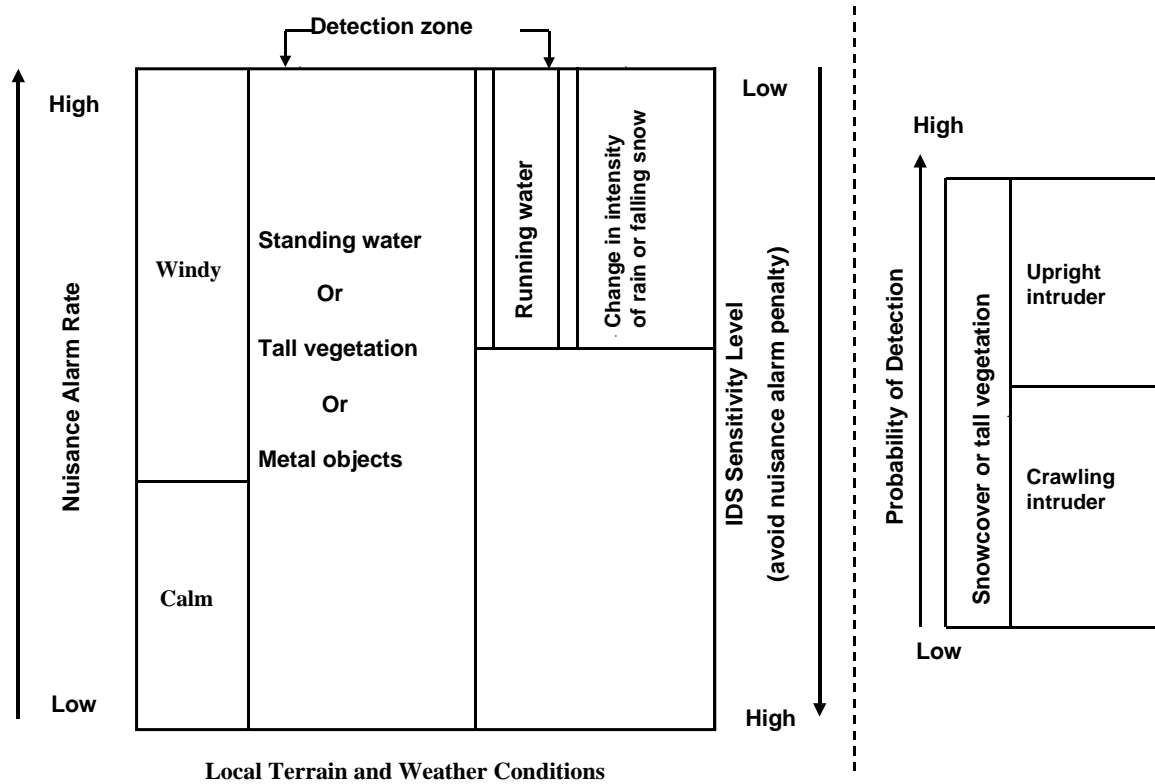 Detection zone
High
Low
Nuisance Alarm Rate
Windy
Calm
Standing water
Or
Tall vegetation
Or
Metal objects
Running water
Change in intensity
of rain or falling snow
Low
High
IDS Sensitivity Level
(avoid nuisance alarm penalty)
Local Terrain and Weather Conditions
High
Low
Probability of Detection
Snowcover or tall vegetation
Upright
intruder
Crawling
intruder